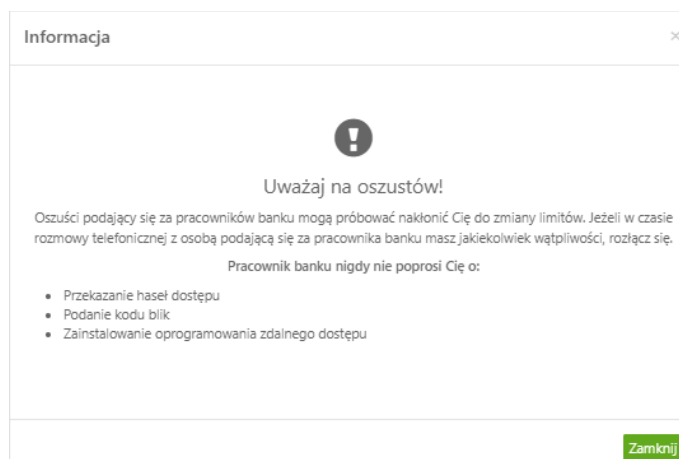 Informacja
Uważaj na oszustów!
Oszuści podający się za pracowników banku mogą próbować nakłonić Cię do zmiany limitów. Jeżeli w czasie
rozmowy telefonicznej z osobą podającą się za pracownika banku masz jakiekolwiek wątpliwości, rozłącz się.
Pracownik banku nigdy nie poprosi Cię o:
• Przekazanie haseł dostępu
• Podanie kodu blik
• Zainstalowanie oprogramowania zdalnego dostępu
Zamknij